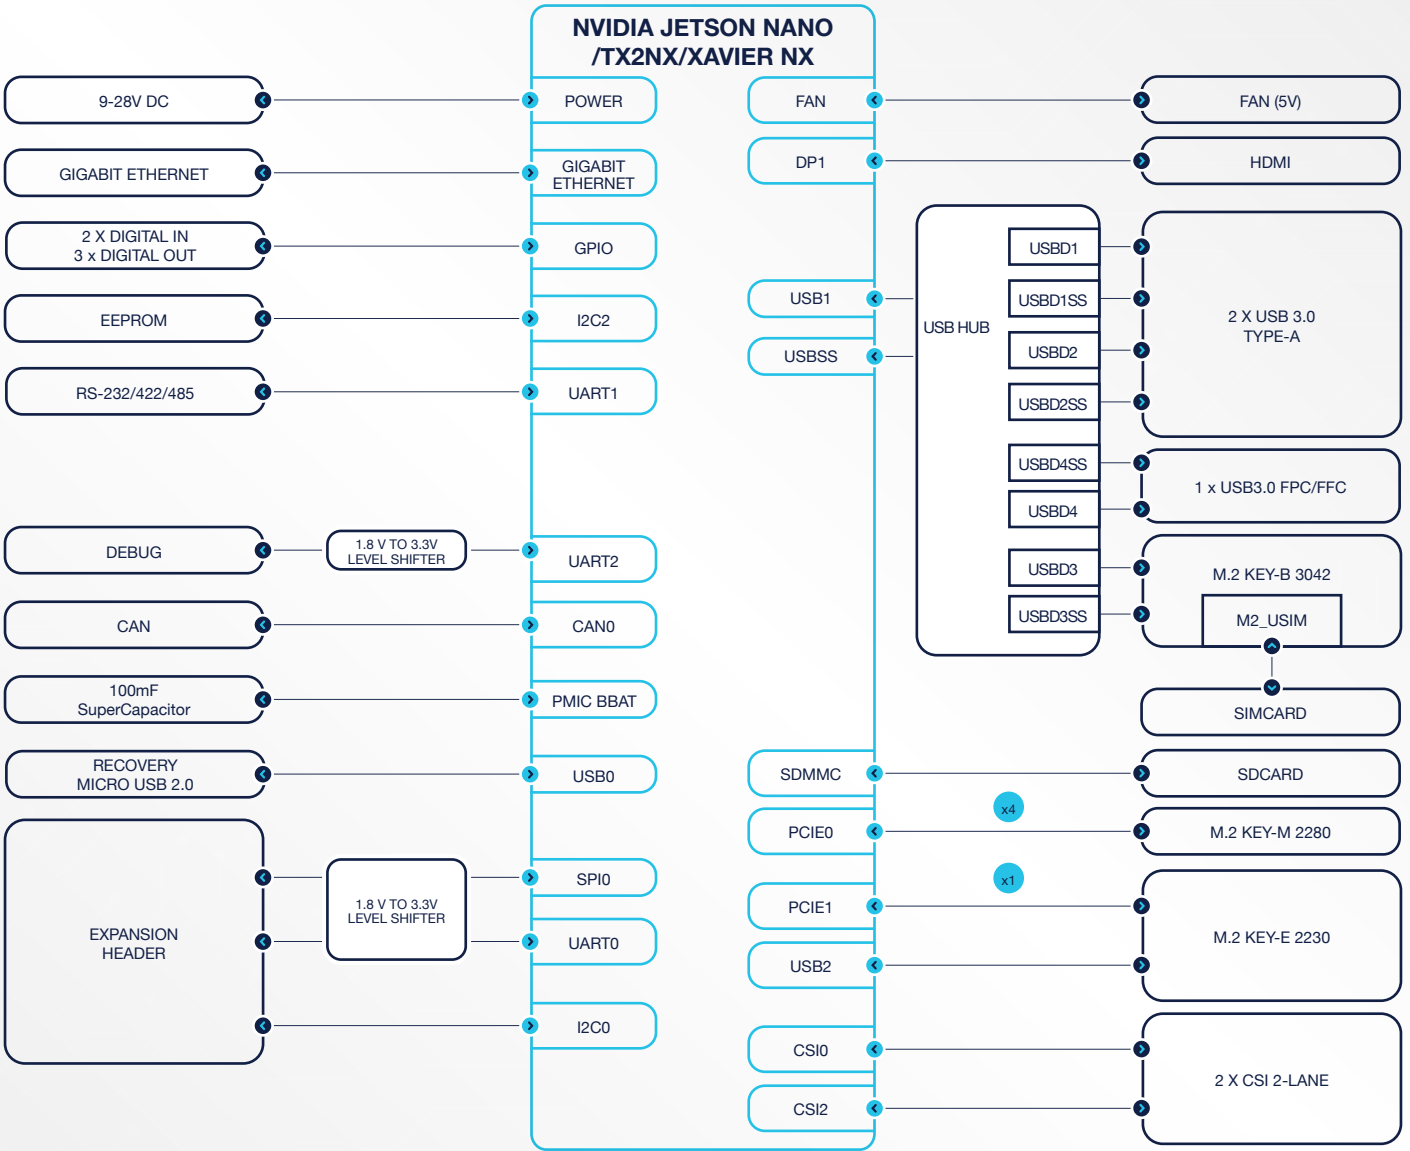 NVIDIA JETSON NANO
/TX2NX/XAVIER NX
9-28V DC
POWER
GIGABIT ETHERNET
GIGABIT
ETHERNET
2 X DIGITAL IN
3 x DIGITAL OUT
GPIO
EEPROM
I2C2
RS-232/422/485
UART1
DEBUG
1.8 V TO 3.3V
LEVEL SHIFTER
UART2
CAN
CAN0
100mF
SuperCapacitor
PMIC BBAT
RECOVERY
MICRO USB 2.0
USB0
EXPANSION
HEADER
1.8 V TO 3.3V
LEVEL SHIFTER
SPI0
UART0
I2C0
FAN
FAN (5V)
DP1
HDMI
USB1
USBSS
USB HUB
USBD1
USBD1SS
USBD2
USBD2SS
USBD4SS
USBD4
USBD3
USBD3SS
2 X USB 3.0
TYPE-A
1 x USB3.0 FPC/FFC
M.2 KEY-B 3042
M2_USIM
SIMCARD
SDMMC
SDCARD
x4
PCIE0
M.2 KEY-M 2280
x1
PCIE1
USB2
M.2 KEY-E 2230
CSI0
CSI2
2 X CSI 2-LANE